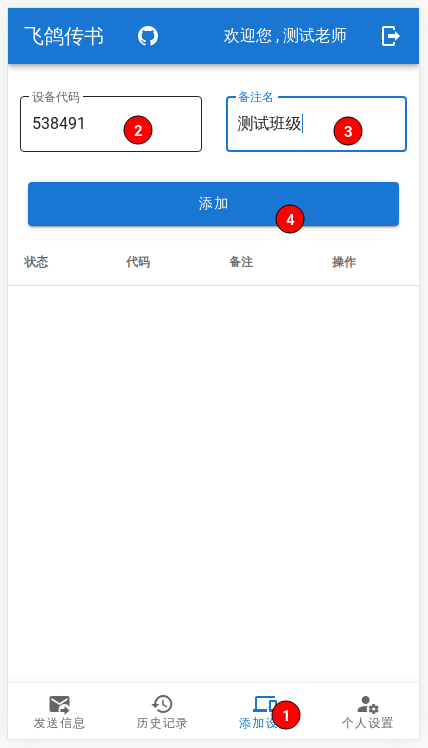 飞鸽传书 欢迎您 , 测试老师
设备代码 备注名
538491 2 测试班级 3
添加
4
状态 代码 备注 操作
1
发送信息 历史记录 添加设 个人设置